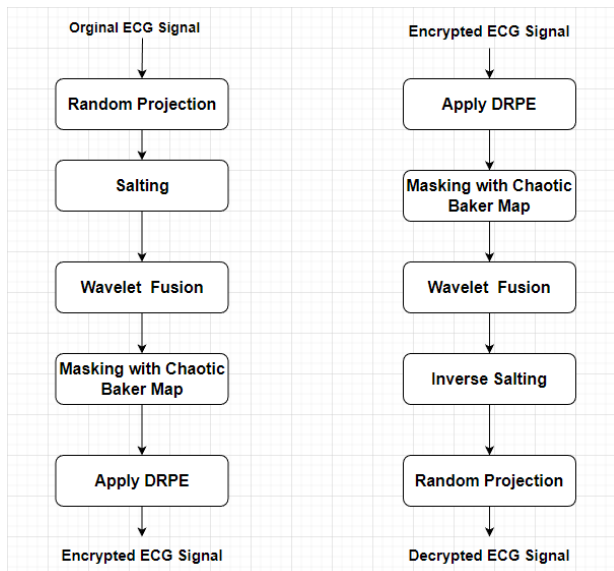 Orginal ECG Signal
Random Projection
Salting
Wavelet Fusion
Masking with Chaotic
Baker Map
Apply DRPE
Encrypted ECG Signal
Encrypted ECG Signal
Apply DRPE
Masking with Chaotic
Baker Map
Wavelet Fusion
Inverse Salting
Random Projection
Decrypted ECG Signal